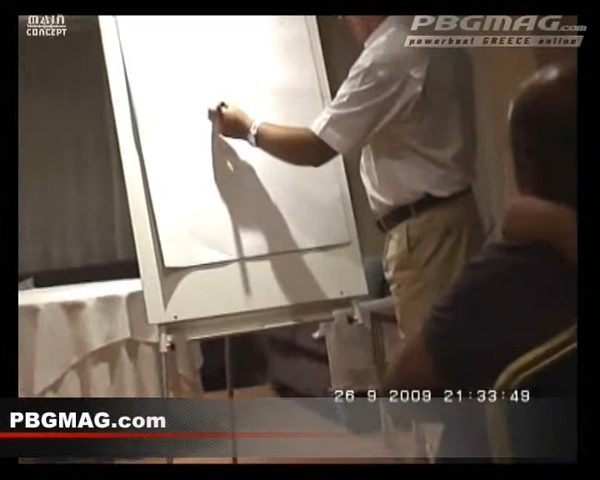 MAIN
CONCEPT
PBGMAG.com
powerboat GREECE online
26 9 2009 21:33:49
PBGMAG.com